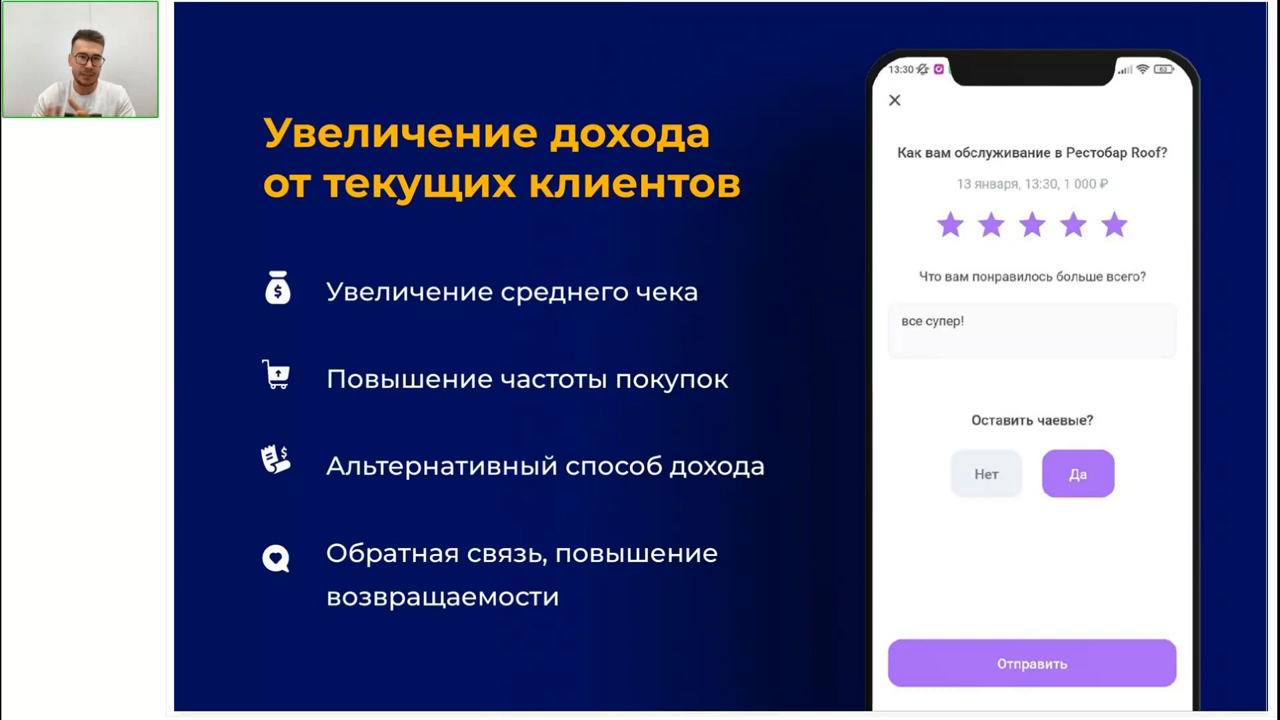 Увеличение дохода
от текущих клиентов
Увеличение среднего чека
Повышение частоты покупок
Альтернативный способ дохода
Обратная связь, повышение
возвращаемости
13:30
Как вам обслуживание в Рестобар Roof?
13 января, 13:30, 1 000 ₽
Что вам понравилось больше всего?
все супер!
Оставить чаевые?
Нет Да
Отправить